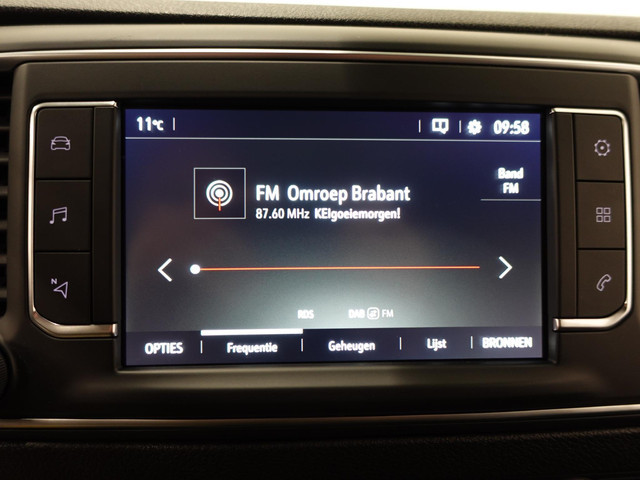 11°C
09:58
Band
FM
FM Omroep Brabant
87.60 MHz KEIgoeiemorgen!
N
RDS DAB FM
OPTIES Frequentie Geheugen Lijst BRONNEN